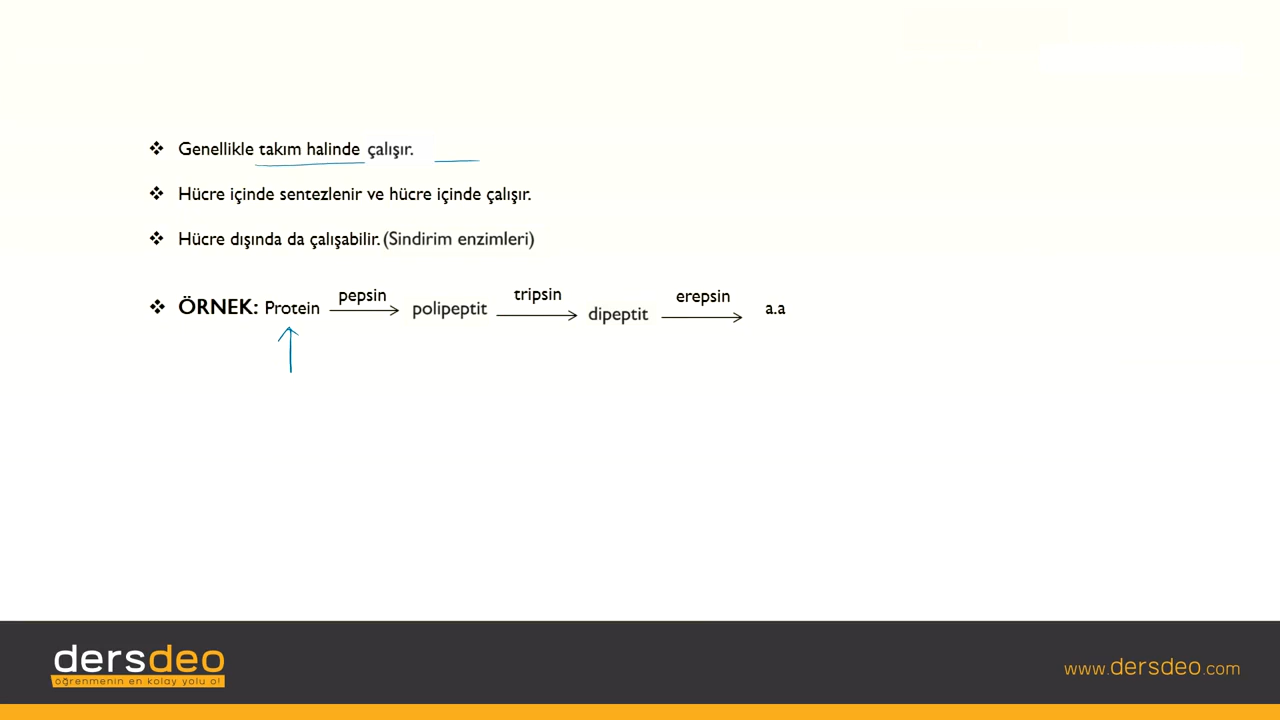 ❖ Genellikle takım halinde çalışır.
❖ Hücre içinde sentezlenir ve hücre içinde çalışır.
❖ Hücre dışında da çalışabilir.(Sindirim enzimleri)
❖ ÖRNEK: Protein pepsin polipeptit tripsin dipeptit erepsin a.a
dersdeo
öğrenmenin en kolay yolu o!
www.dersdeo.com